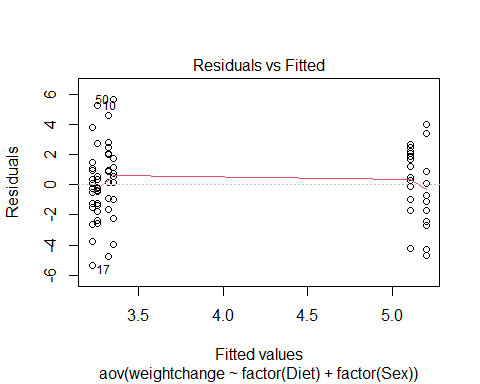 Residuals vs Fitted
Residuals
6
4
2
0
-2
-4
-6
50
10
17
3.5 4.0 4.5 5.0
Fitted values
aov(weightchange ~ factor(Diet) + factor(Sex))